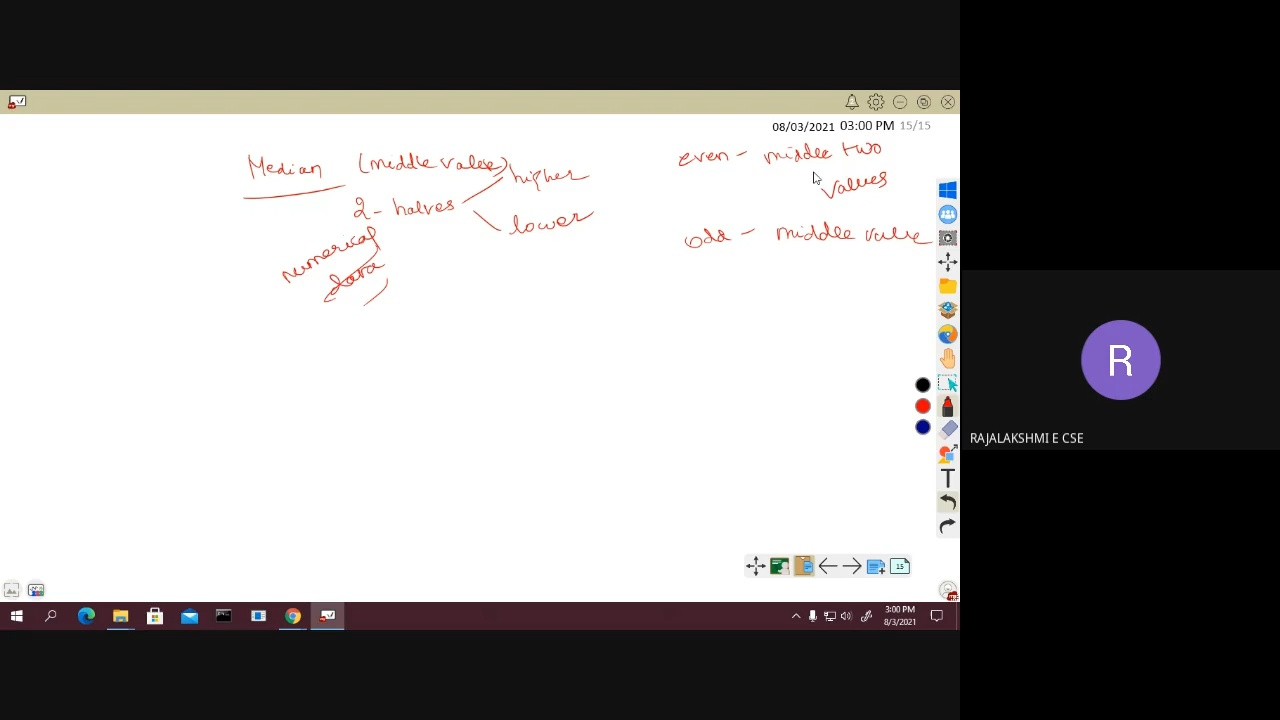 08/03/2021 03:00 PM 15/15
Median (middle value)
2 - halves
higher
lower
numerical
data
even - middle two
values
odd - middle value
R
RAJALAKSHMI E CSE
T
15
3:00 PM
8/3/2021